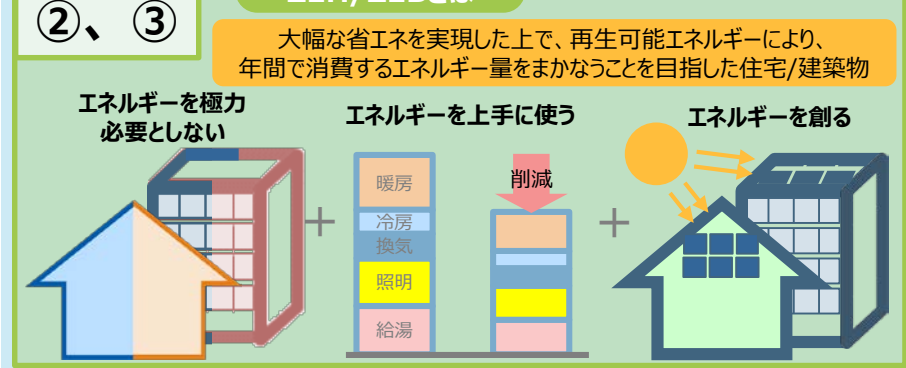 ②、③
大幅な省エネを実現した上で、再生可能エネルギーにより、
年間で消費するエネルギー量をまかなうことを目指した住宅/建築物
エネルギーを極力
必要としない
エネルギーを上手に使う
エネルギーを創る
暖房
冷房
換気
照明
給湯
削減